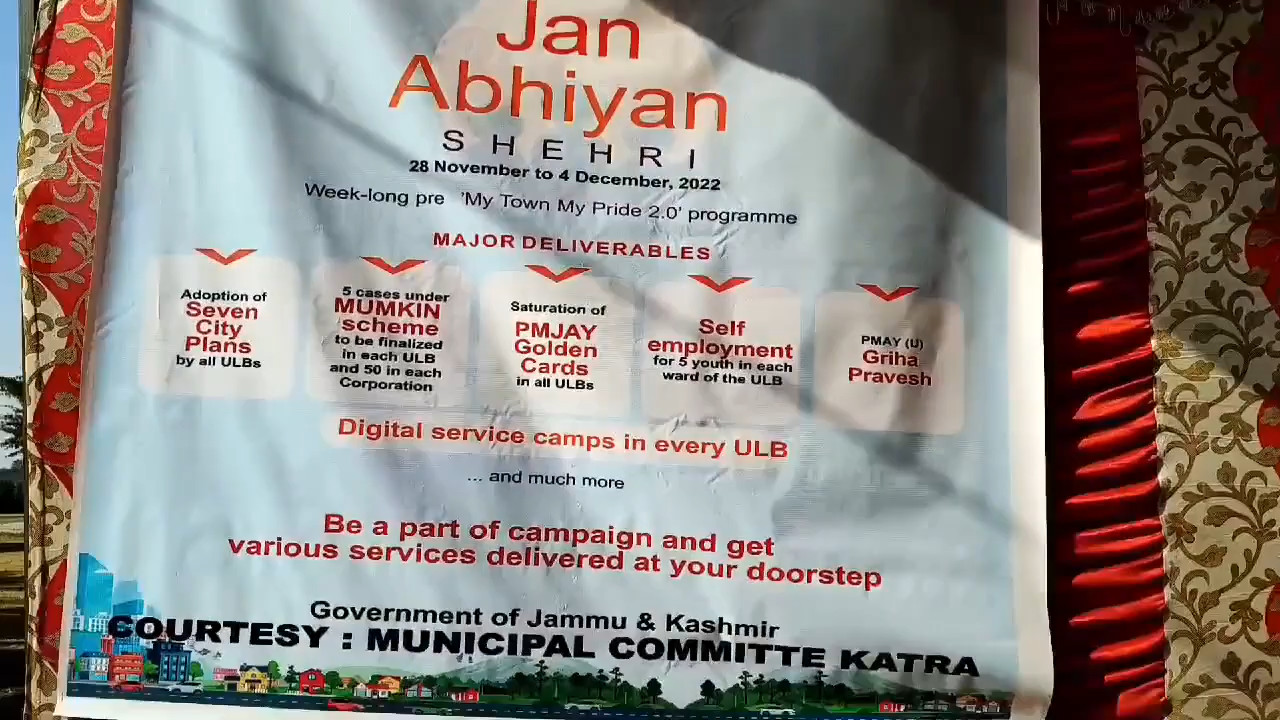 Jan
Abhiyan
SHEHRI
28 November to 4 December, 2022
Week-long pre 'My Town My Pride 2.0' programme
MAJOR DELIVERABLES
Adoption of
Seven
City
Plans
by all ULBs
5 cases under
MUMKIN
scheme
to be finalized
in each ULB
and 50 in each
Corporation
Saturation of
PMJAY
Golden
Cards
in all ULBs
Self
employment
for 5 youth in each
ward of the ULB
PMAY (U)
Griha
Pravesh
Digital service camps in every ULB
... and much more
Be a part of campaign and get
various services delivered at your doorstep
Government of Jammu & Kashmir
COURTESY : MUNICIPAL COMMITTE KATRA